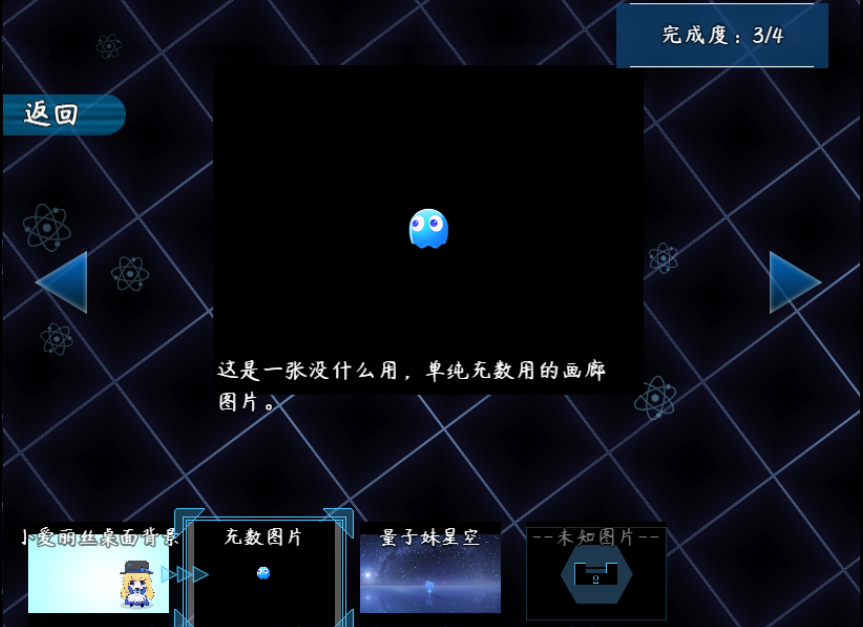 完成度：3/4
返回
这是一张没什么用，单纯充数用的画廊
图片。
小爱丽丝桌面背景
充数图片
量子妹星空
--未知图片--